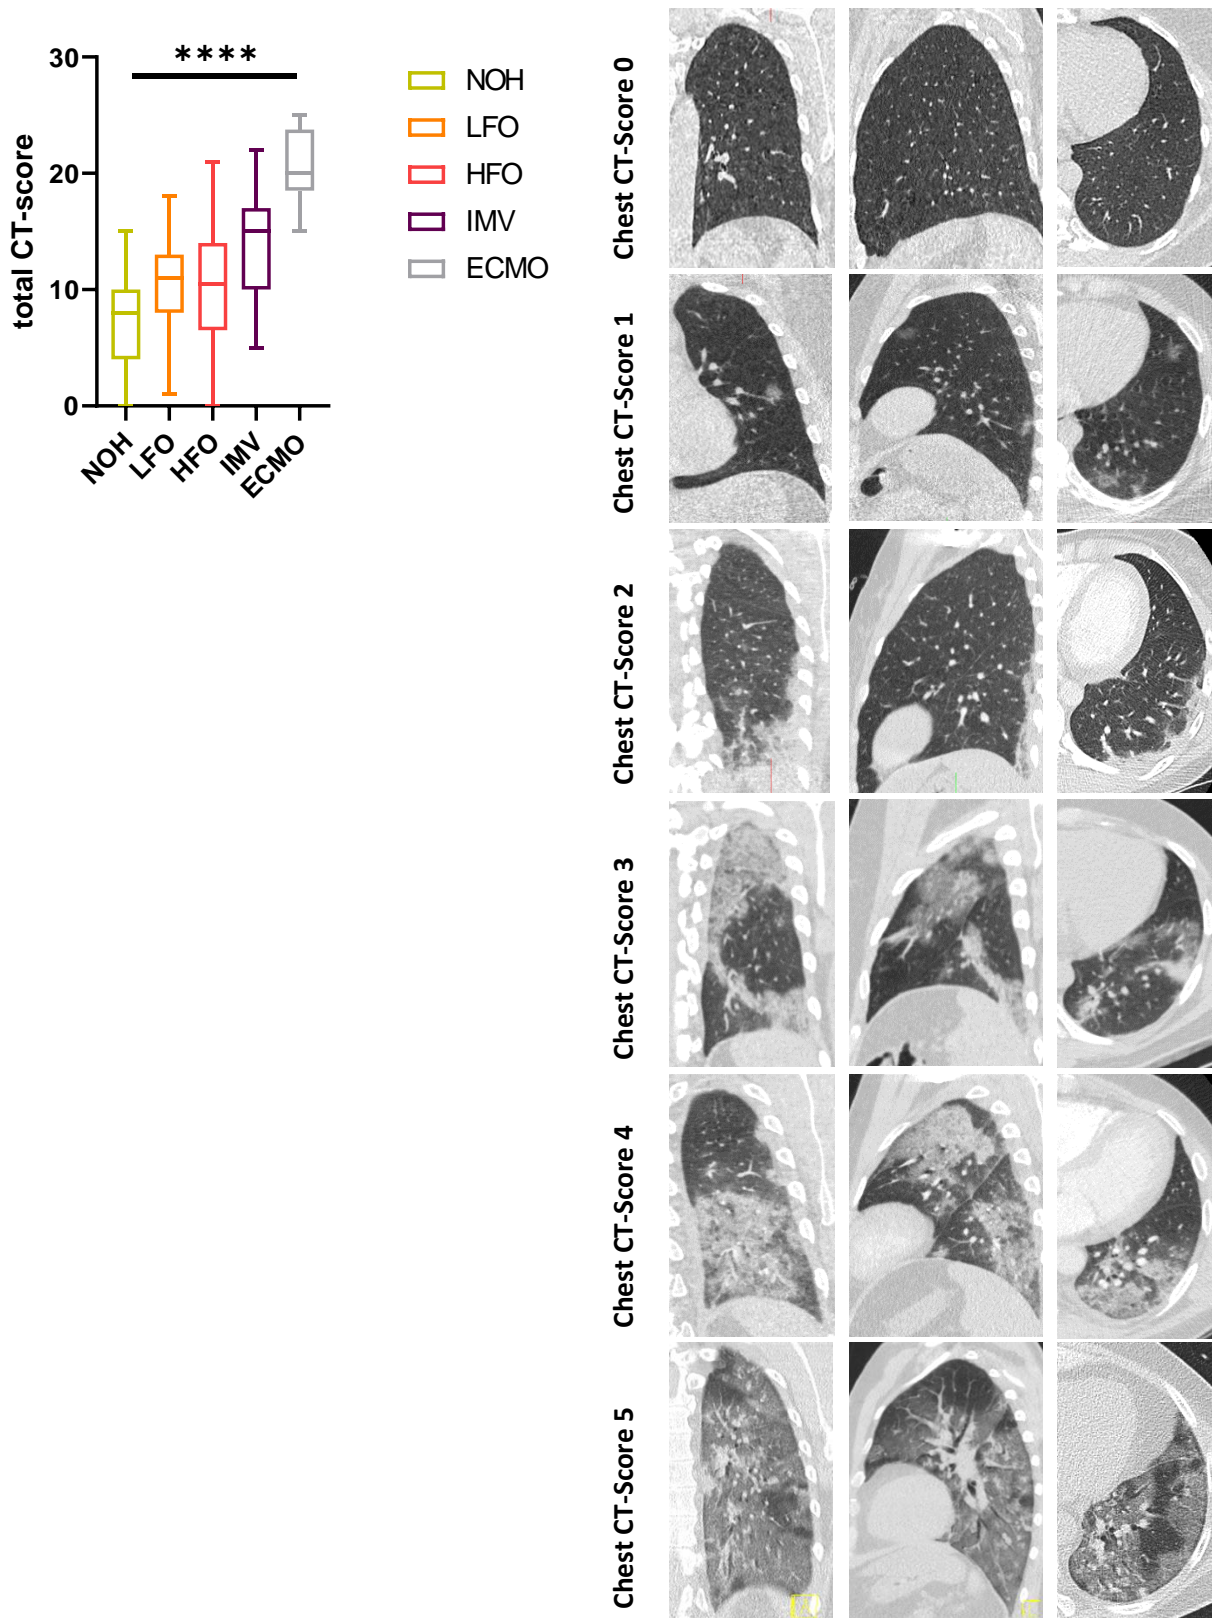 ****
30
20
10
0
total CT-score
NOH
LFO
HFO
IMV
ECMO
NOH
LFO
HFO
IMV
ECMO
Chest CT-Score 0
Chest CT-Score 1
Chest CT-Score 2
Chest CT-Score 3
Chest CT-Score 4
Chest CT-Score 5